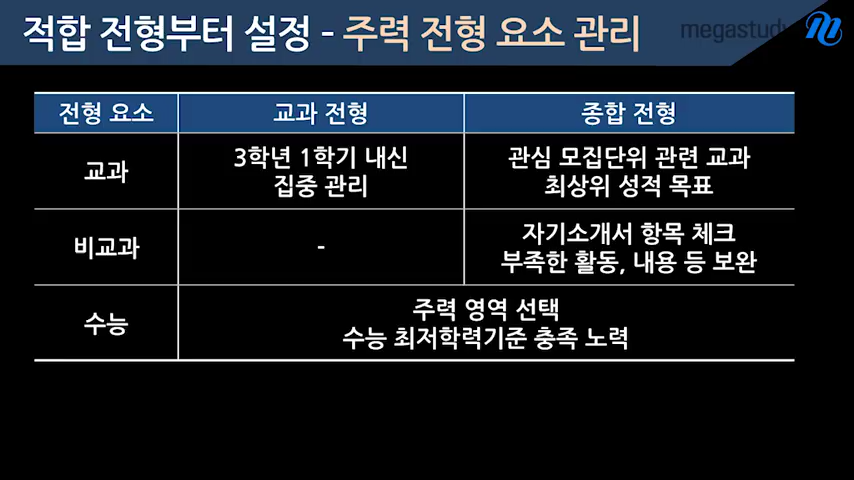 적합 전형부터 설정 - 주력 전형 요소 관리
megastudy
전형 요소
교과 전형
종합 전형
교과
3학년 1학기 내신
집중 관리
관심 모집단위 관련 교과
최상위 성적 목표
비교과
-
자기소개서 항목 체크
부족한 활동, 내용 등 보완
수능
주력 영역 선택
수능 최저학력기준 충족 노력